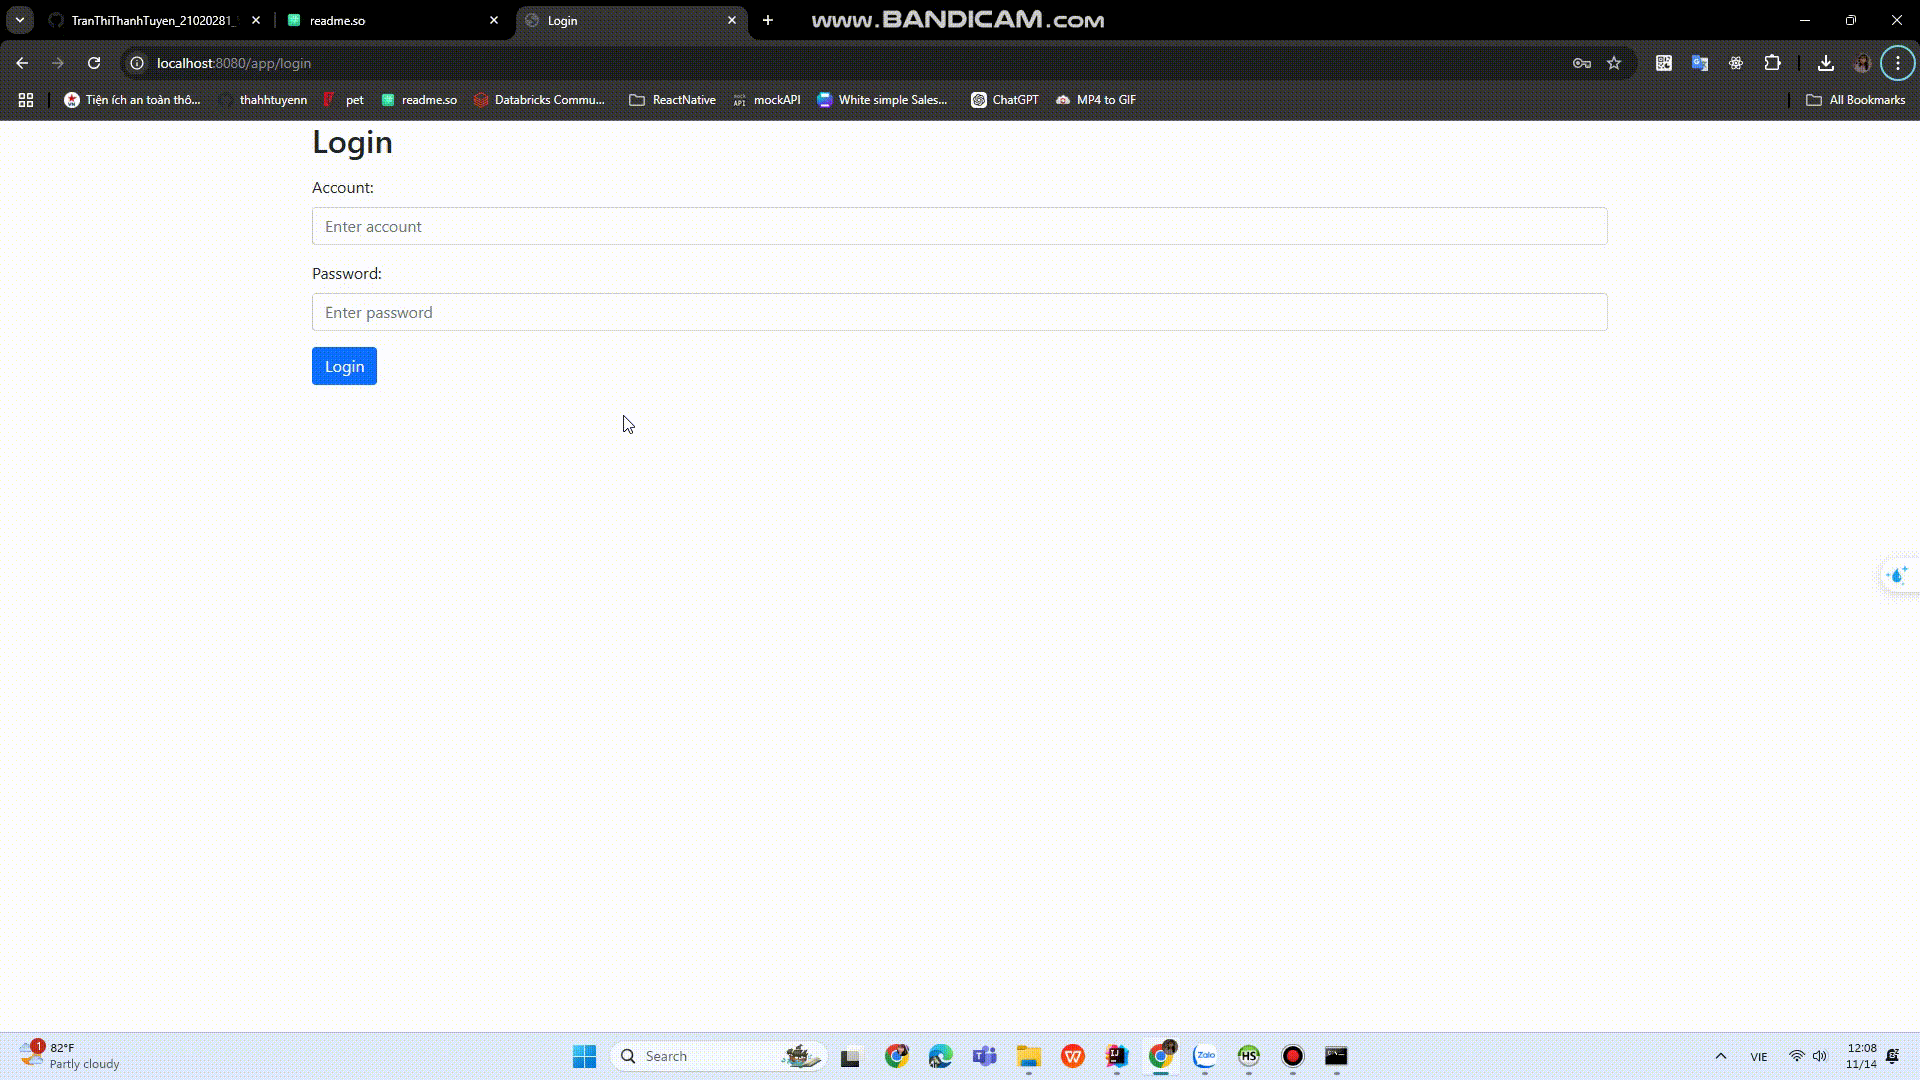 TranThiThanhTuyen_21020281_
readme.so
Login
www.BANDICAM.com
localhost:8080/app/login
Tiện ích an toàn thô...
thahhtuyenn
pet
readme.so
Databricks Commu...
ReactNative
mock API
mockAPI
White simple Sales...
ChatGPT
MP4 to GIF
All Bookmarks
Login
Account:
Enter account
Password:
Enter password
Login
1
82°F
Partly cloudy
Search
Zalo
HS
VIE
12:08
11/14